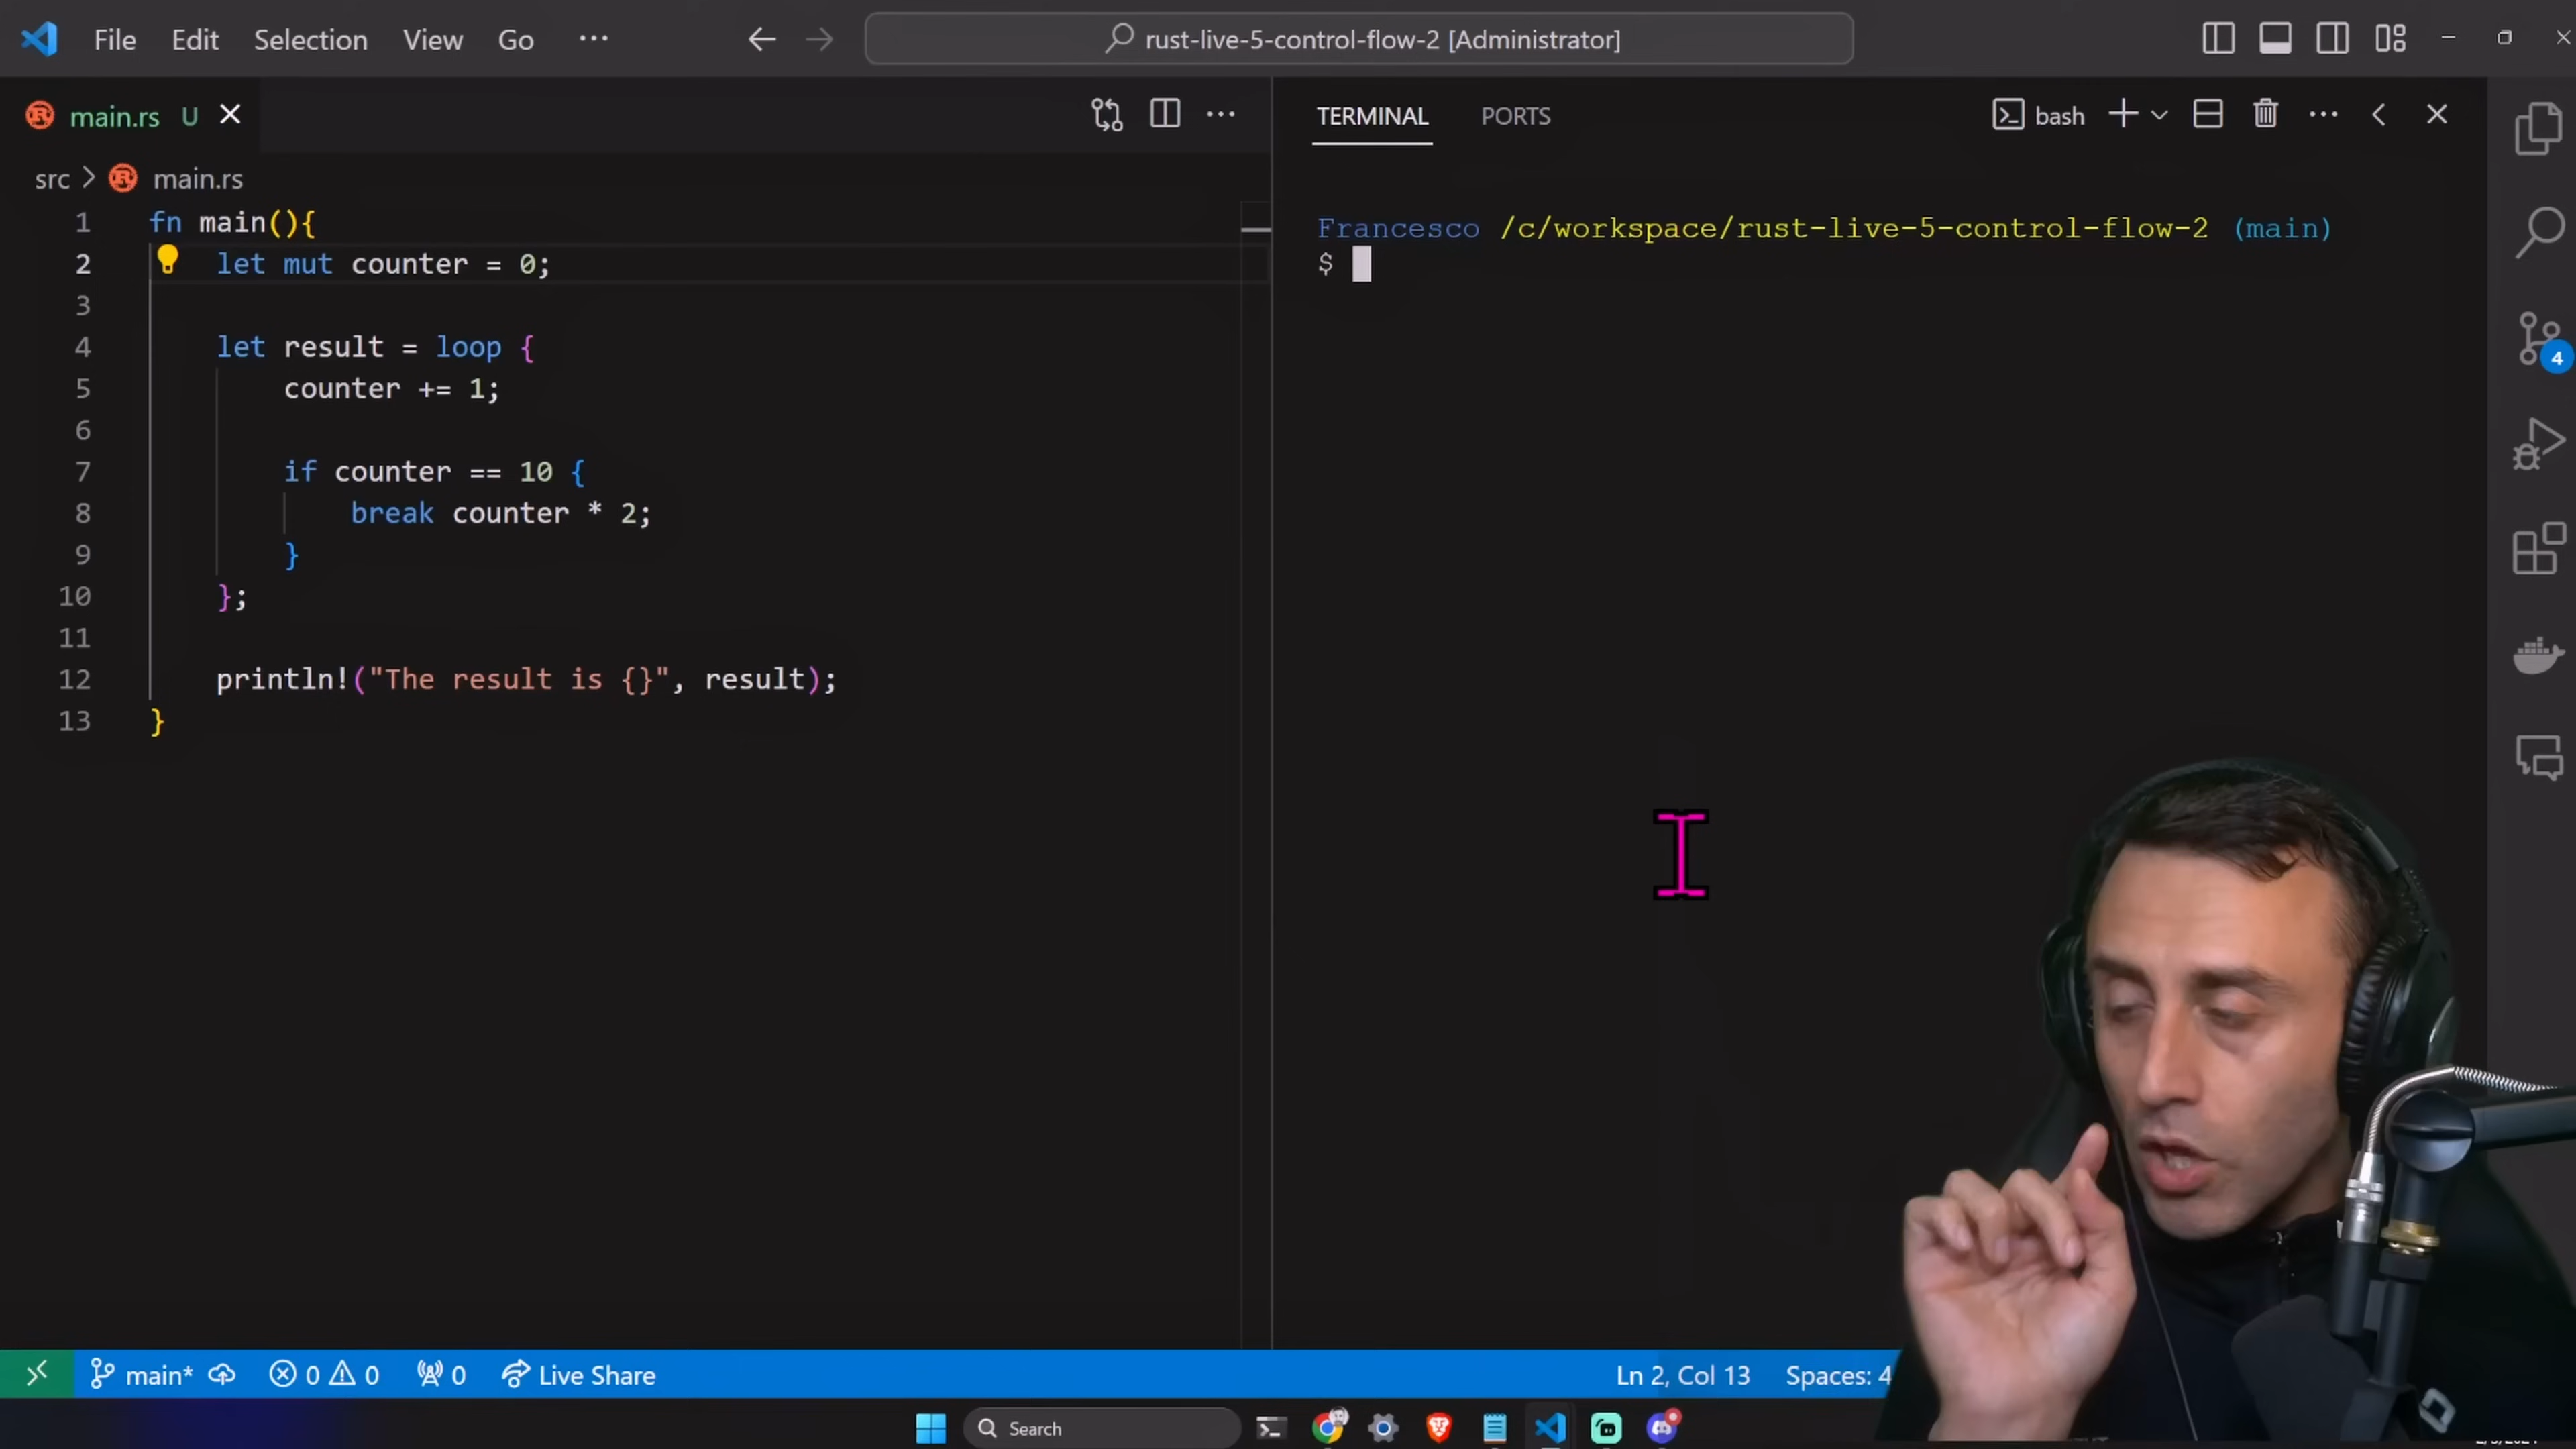 File Edit Selection View Go ··· rust-live-5-control-flow-2 [Administrator]
main.rs U
TERMINAL PORTS bash
src > main.rs
1 fn main(){
2 let mut counter = 0;
3
4 let result = loop {
5 counter += 1;
6
7 if counter == 10 {
8 break counter * 2;
9 }
10 };
11
12 println!("The result is {}", result);
13 }
Francesco /c/workspace/rust-live-5-control-flow-2 (main)
$
4
main* 0 0 0 Live Share Ln 2, Col 13 Spaces: 4
Search